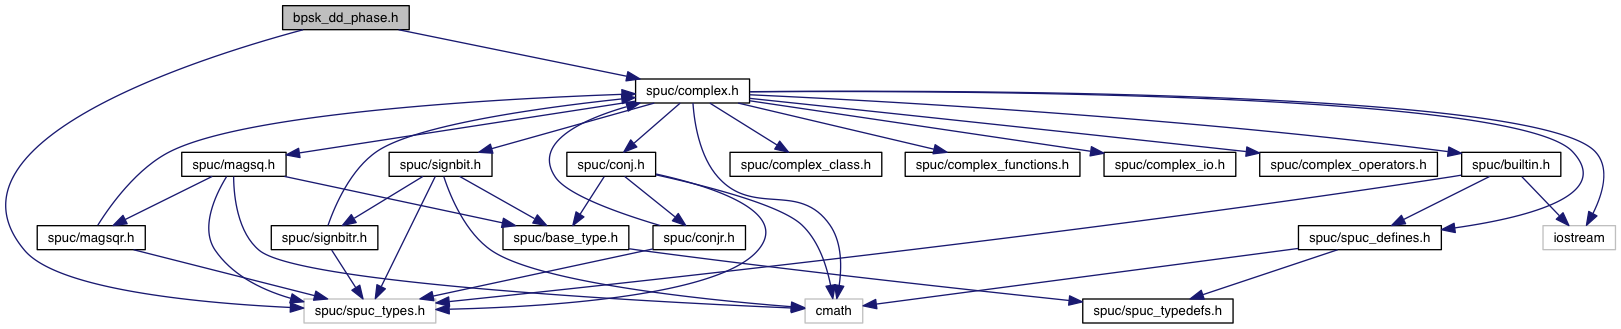 bpsk_dd_phase.h
spuc/complex.h
spuc/magsq.h
spuc/signbit.h
spuc/conj.h
spuc/complex_class.h
spuc/complex_functions.h
spuc/complex_io.h
spuc/complex_operators.h
spuc/builtin.h
spuc/magsqr.h
spuc/signbitr.h
spuc/base_type.h
spuc/conjr.h
spuc/spuc_defines.h
iostream
spuc/spuc_types.h
cmath
spuc/spuc_typedefs.h